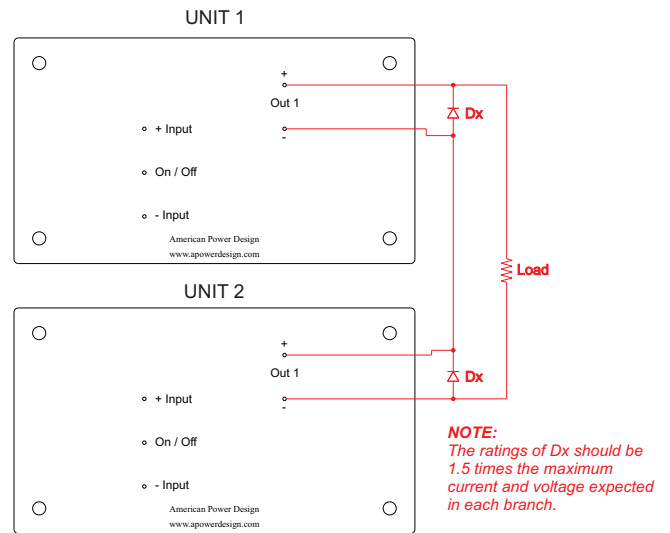 UNIT 1
+
Out 1
Dx
+ Input
-
On / Off
- Input
American Power Design
www.apowerdesign.com
Load
UNIT 2
+
Out 1
Dx
+ Input
-
On / Off
- Input
American Power Design
www.apowerdesign.com
NOTE:
The ratings of Dx should be
1.5 times the maximum
current and voltage expected
in each branch.